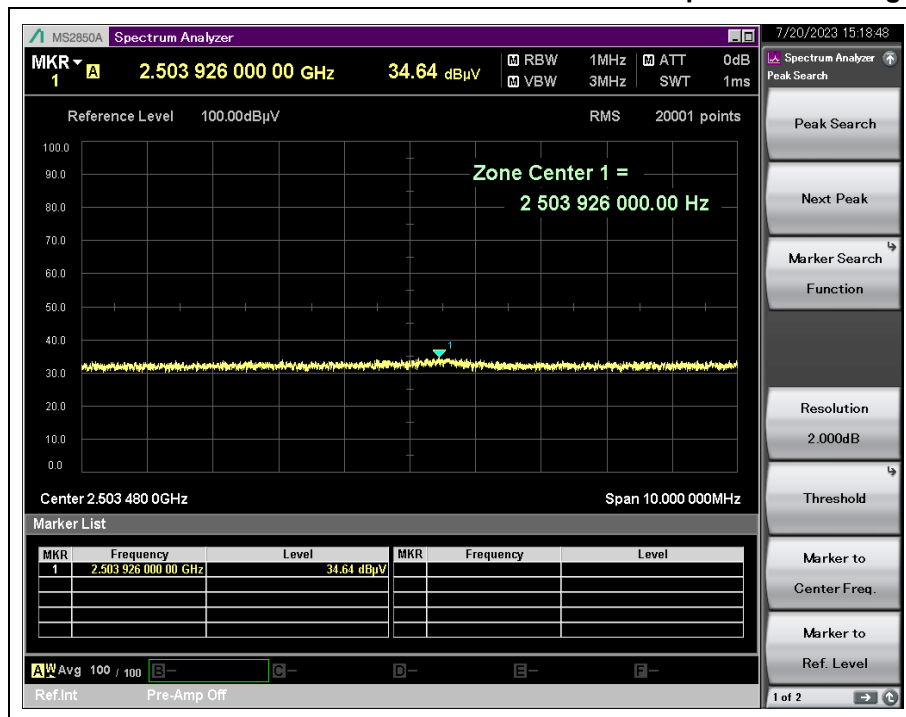 MS2850A Spectrum Analyzer
7/20/2023 15:18:48
MKR 1 A 2.503 926 000 00 GHz 34.64 dBµV
M RBW 1MHz M ATT 0dB
M VBW 3MHz SWT 1ms
Reference Level 100.00dBµV RMS 20001 points
Zone Center 1 =
2 503 926 000.00 Hz
100.0
90.0
80.0
70.0
60.0
50.0
40.0
30.0
20.0
10.0
0.0
1
Center 2.503 480 0GHz Span 10.000 000MHz
Marker List
MKR Frequency Level MKR Frequency Level
1 2.503 926 000 00 GHz 34.64 dBµV
A W Avg 100 / 100 B – C – D – E – F –
Ref.Int Pre-Amp Off
Spectrum Analyzer
Peak Search
Peak Search
Next Peak
Marker Search
Function
Resolution
2.000dB
Threshold
Marker to
Center Freq.
Marker to
Ref. Level
1 of 2